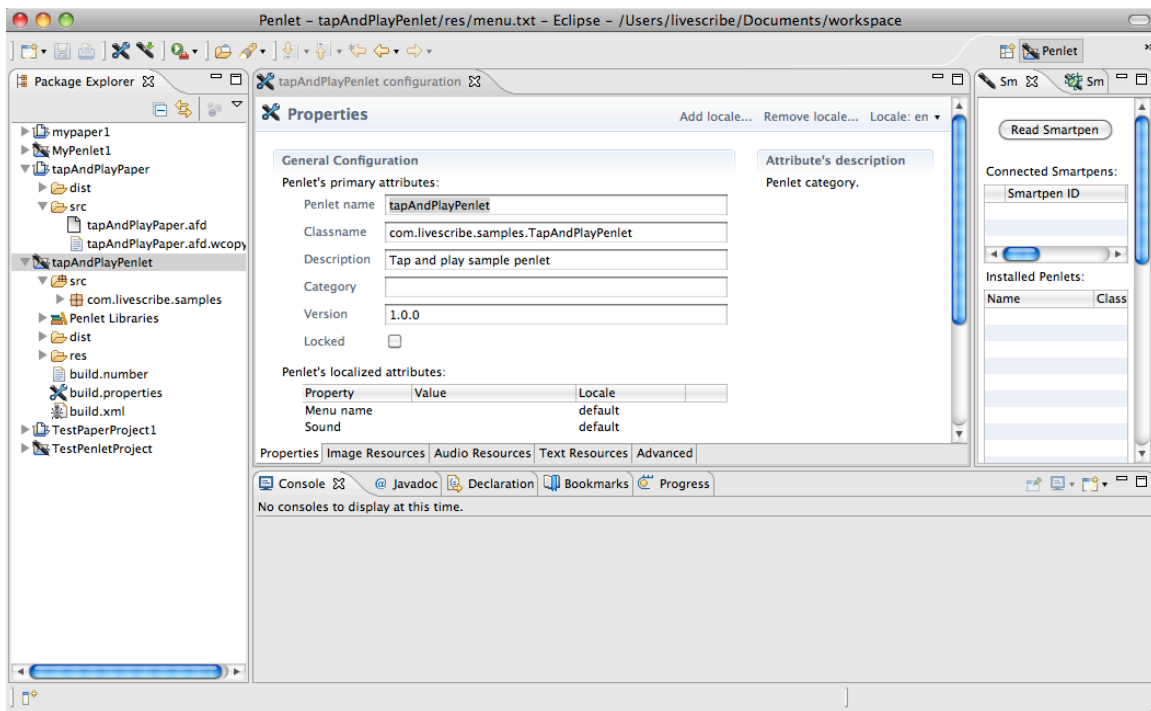 Penlet – tapAndPlayPenlet/res/menu.txt – Eclipse – /Users/livescribe/Documents/workspace
Penlet
Package Explorer
mypaper1
MyPenlet1
tapAndPlayPaper
dist
src
tapAndPlayPaper.afd
tapAndPlayPaper.afd.wcopy
tapAndPlayPenlet
src
com.livescribe.samples
Penlet Libraries
dist
res
build.number
build.properties
build.xml
TestPaperProject1
TestPenletProject
tapAndPlayPenlet configuration
Properties Add locale... Remove locale... Locale: en
General Configuration
Penlet's primary attributes:
Penlet name tapAndPlayPenlet
Classname com.livescribe.samples.TapAndPlayPenlet
Description Tap and play sample penlet
Category
Version 1.0.0
Locked
Penlet's localized attributes:
Property Value Locale
Menu name default
Sound default
Attribute's description
Penlet category.
Properties Image Resources Audio Resources Text Resources Advanced
Sm Sm
Read Smartpen
Connected Smartpens:
Smartpen ID
Installed Penlets:
Name Class
Console @ Javadoc Declaration Bookmarks Progress
No consoles to display at this time.